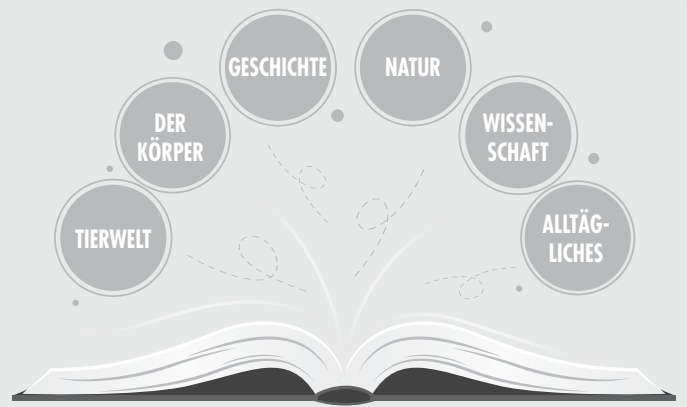 GESCHICHTE
NATUR
DER
KÖRPER
WISSEN-
SCHAFT
TIERWELT
ALLTÄG-
LICHES